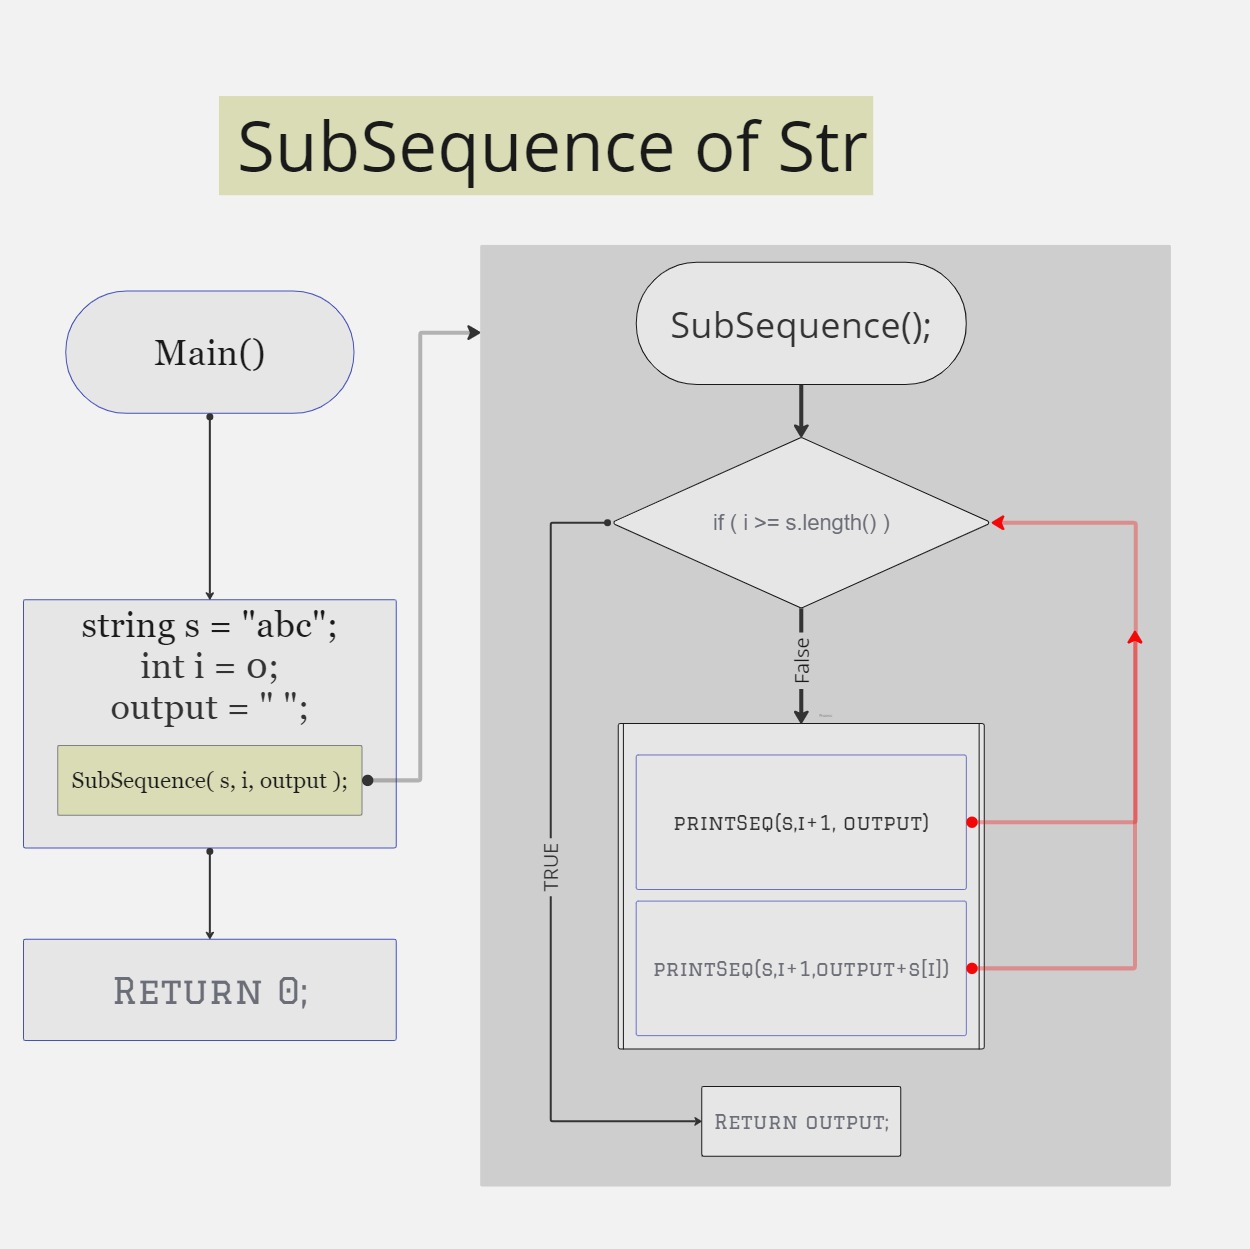 SubSequence of Str
Main()
string s = "abc";
int i = 0;
output = " ";
SubSequence( s, i, output );
Return 0;
SubSequence();
if ( i >= s.length() )
False
printSeq(s,i+1, output)
printSeq(s,i+1,output+s[i])
TRUE
Return output;